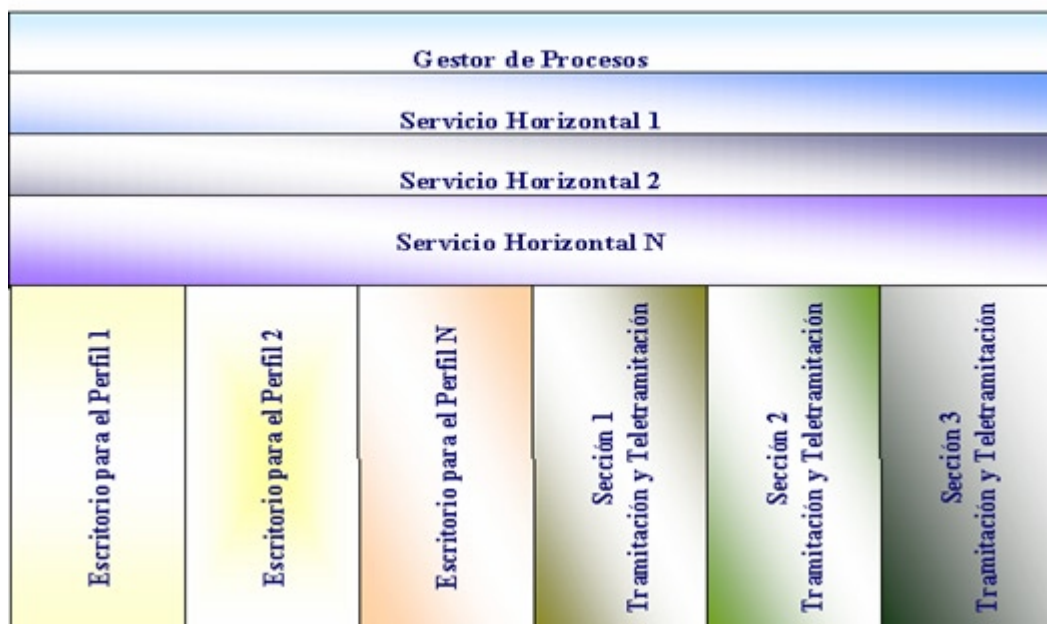 Gestor de Procesos
Servicio Horizontal 1
Servicio Horizontal 2
Servicio Horizontal N
Escritorio para el Perfil 1
Escritorio para el Perfil 2
Escritorio para el Perfil N
Sección 1
Tramitación y Teletramitación
Sección 2
Tramitación y Teletramitación
Sección 3
Tramitación y Teletramitación